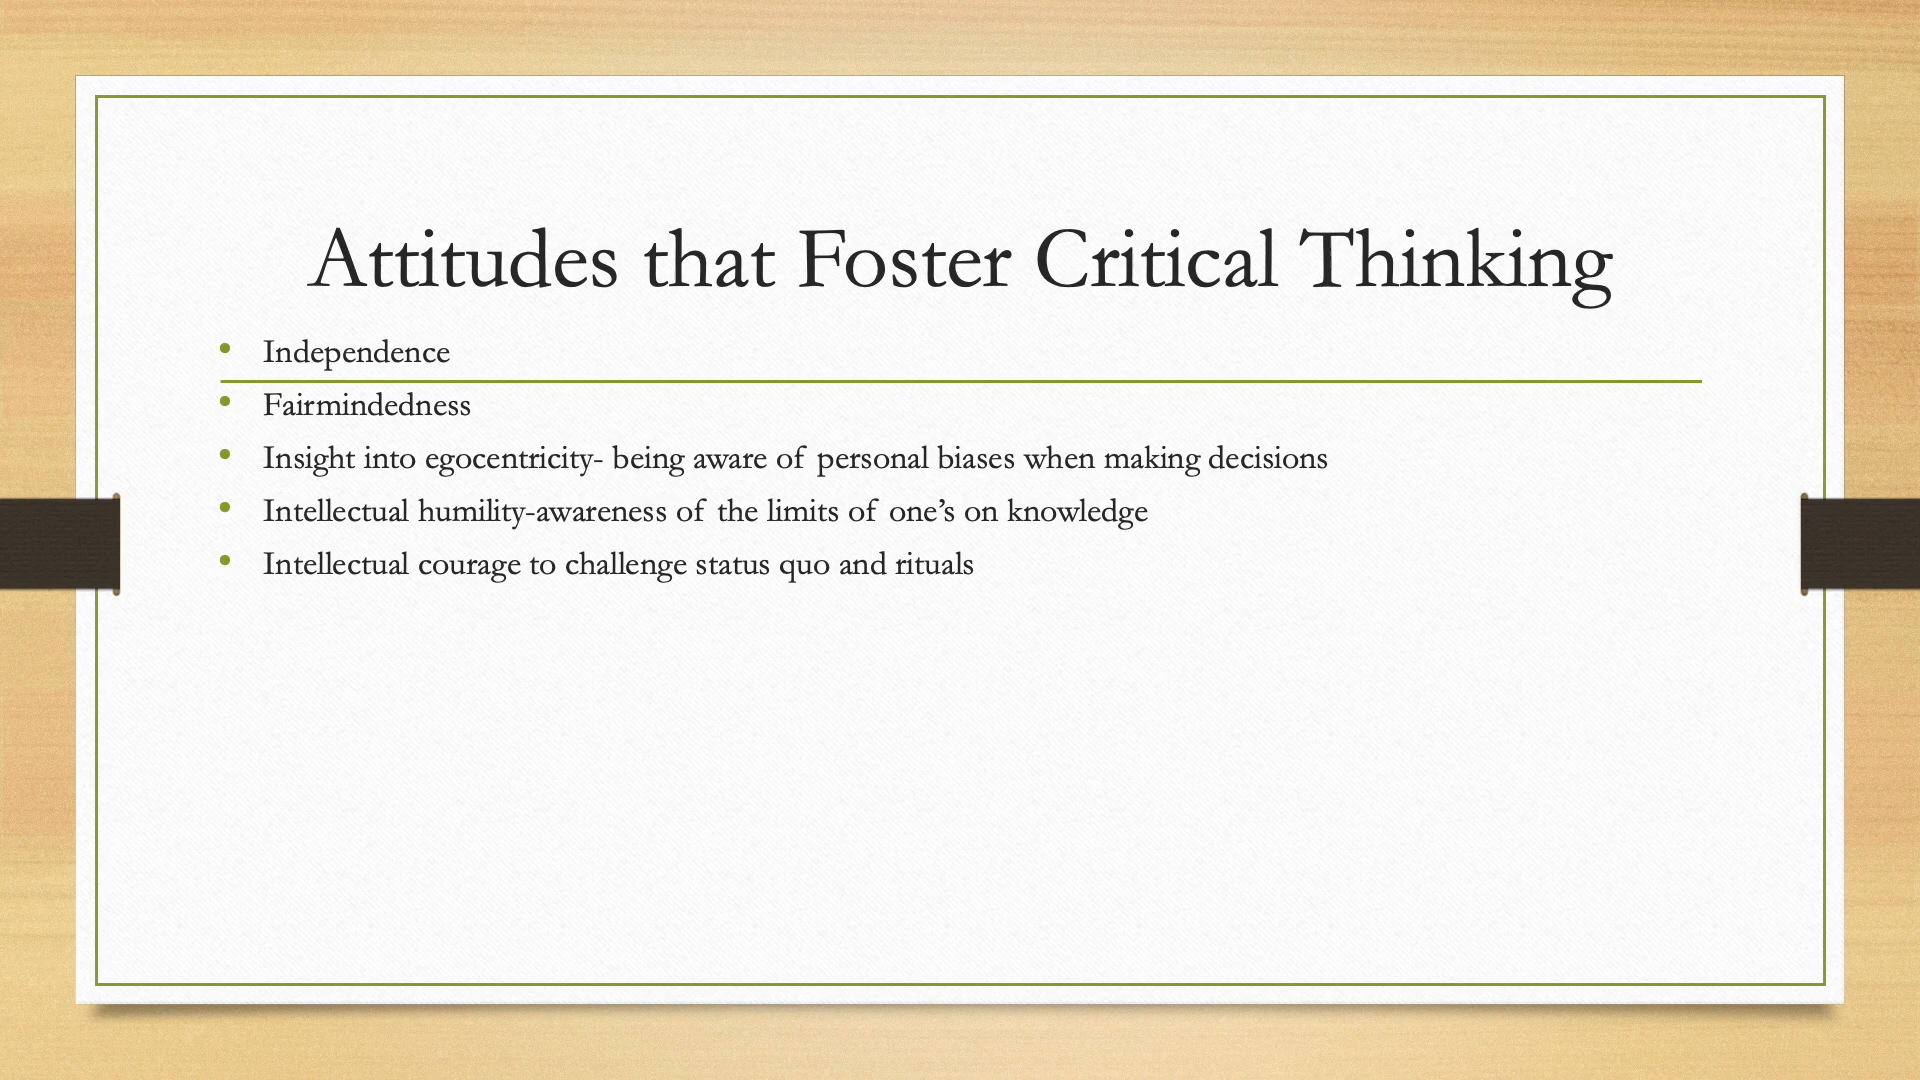 Attitudes that Foster Critical Thinking
• Independence
• Fairmindedness
• Insight into egocentricity- being aware of personal biases when making decisions
• Intellectual humility-awareness of the limits of one’s on knowledge
• Intellectual courage to challenge status quo and rituals